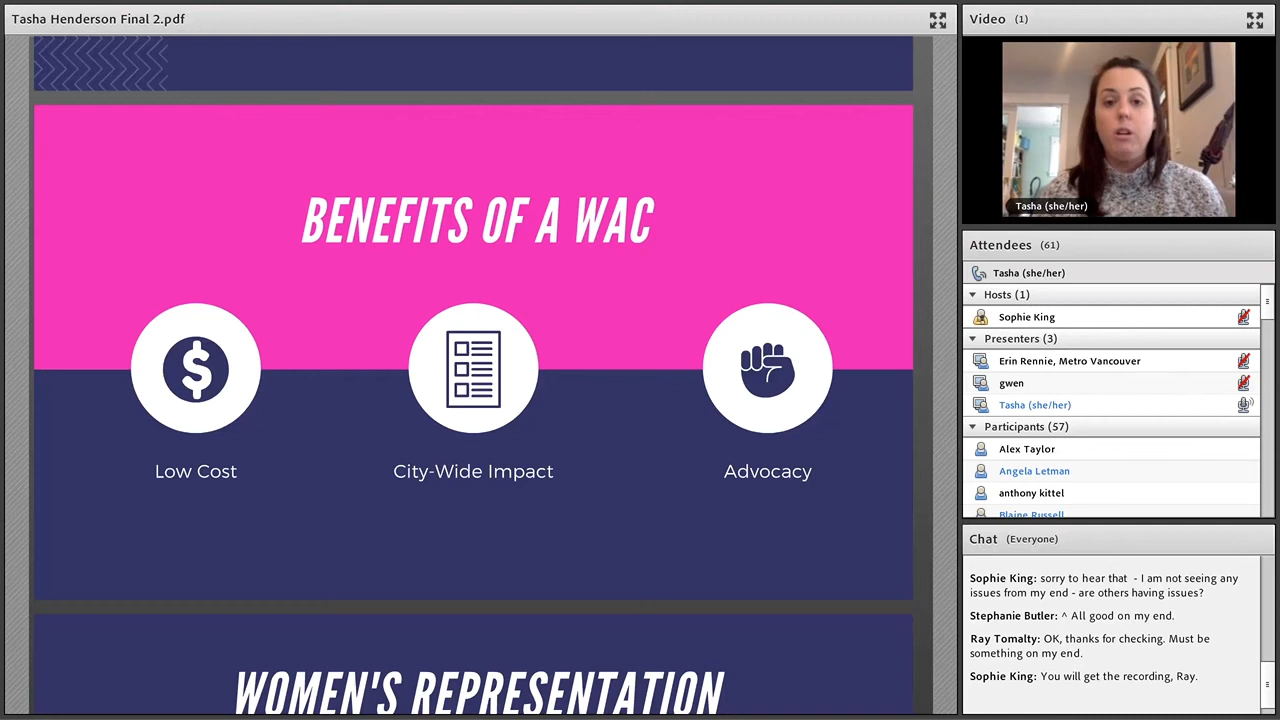 Tasha Henderson Final 2.pdf
BENEFITS OF A WAC
$
Low Cost
City-Wide Impact
Advocacy
WOMEN'S REPRESENTATION
Video (1)
Tasha (she/her)
Attendees (61)
Tasha (she/her)
Hosts (1)
Sophie King
Presenters (3)
Erin Rennie, Metro Vancouver
gwen
Tasha (she/her)
Participants (57)
Alex Taylor
Angela Letman
anthony kittel
Blaine Russell
Chat (Everyone)
Sophie King: sorry to hear that - I am not seeing any
issues from my end - are others having issues?
Stephanie Butler: ^ All good on my end.
Ray Tomalty: OK, thanks for checking. Must be
something on my end.
Sophie King: You will get the recording, Ray.